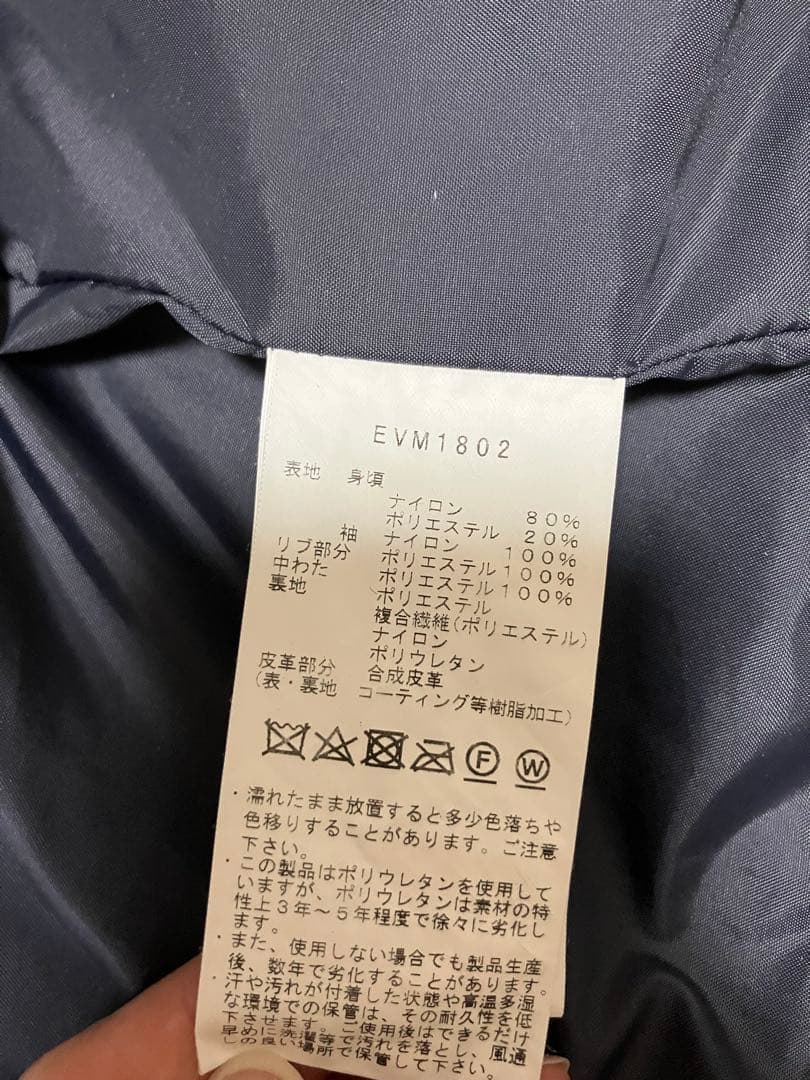 EVM1802
表地 身頃
ナイロン 80%
ポリエステル 20%
袖 ナイロン 100%
リブ部分 ポリエステル 100%
中わた ポリエステル 100%
裏地 ポリエステル
複合繊維(ポリエステル)
ナイロン
ポリウレタン
皮革部分 合成皮革
(表・裏地 コーティング等樹脂加工)
F W
・濡れたまま放置すると多少色落ちや
色移りすることがあります。ご注意
下さい。
・この製品はポリウレタンを使用して
いますが、ポリウレタンは素材の特
性上3年〜5年程度で徐々に劣化し
ます。
・また、使用しない場合でも製品生産
後、数年で劣化することがあります。
・汗や汚れが付着した状態や高温多湿
な環境での保管は、その耐久性を低
下させます。ご使用後はできるだけ
早めに洗濯等で汚れを落とし、風通
しの良い場所で保管して下さい。